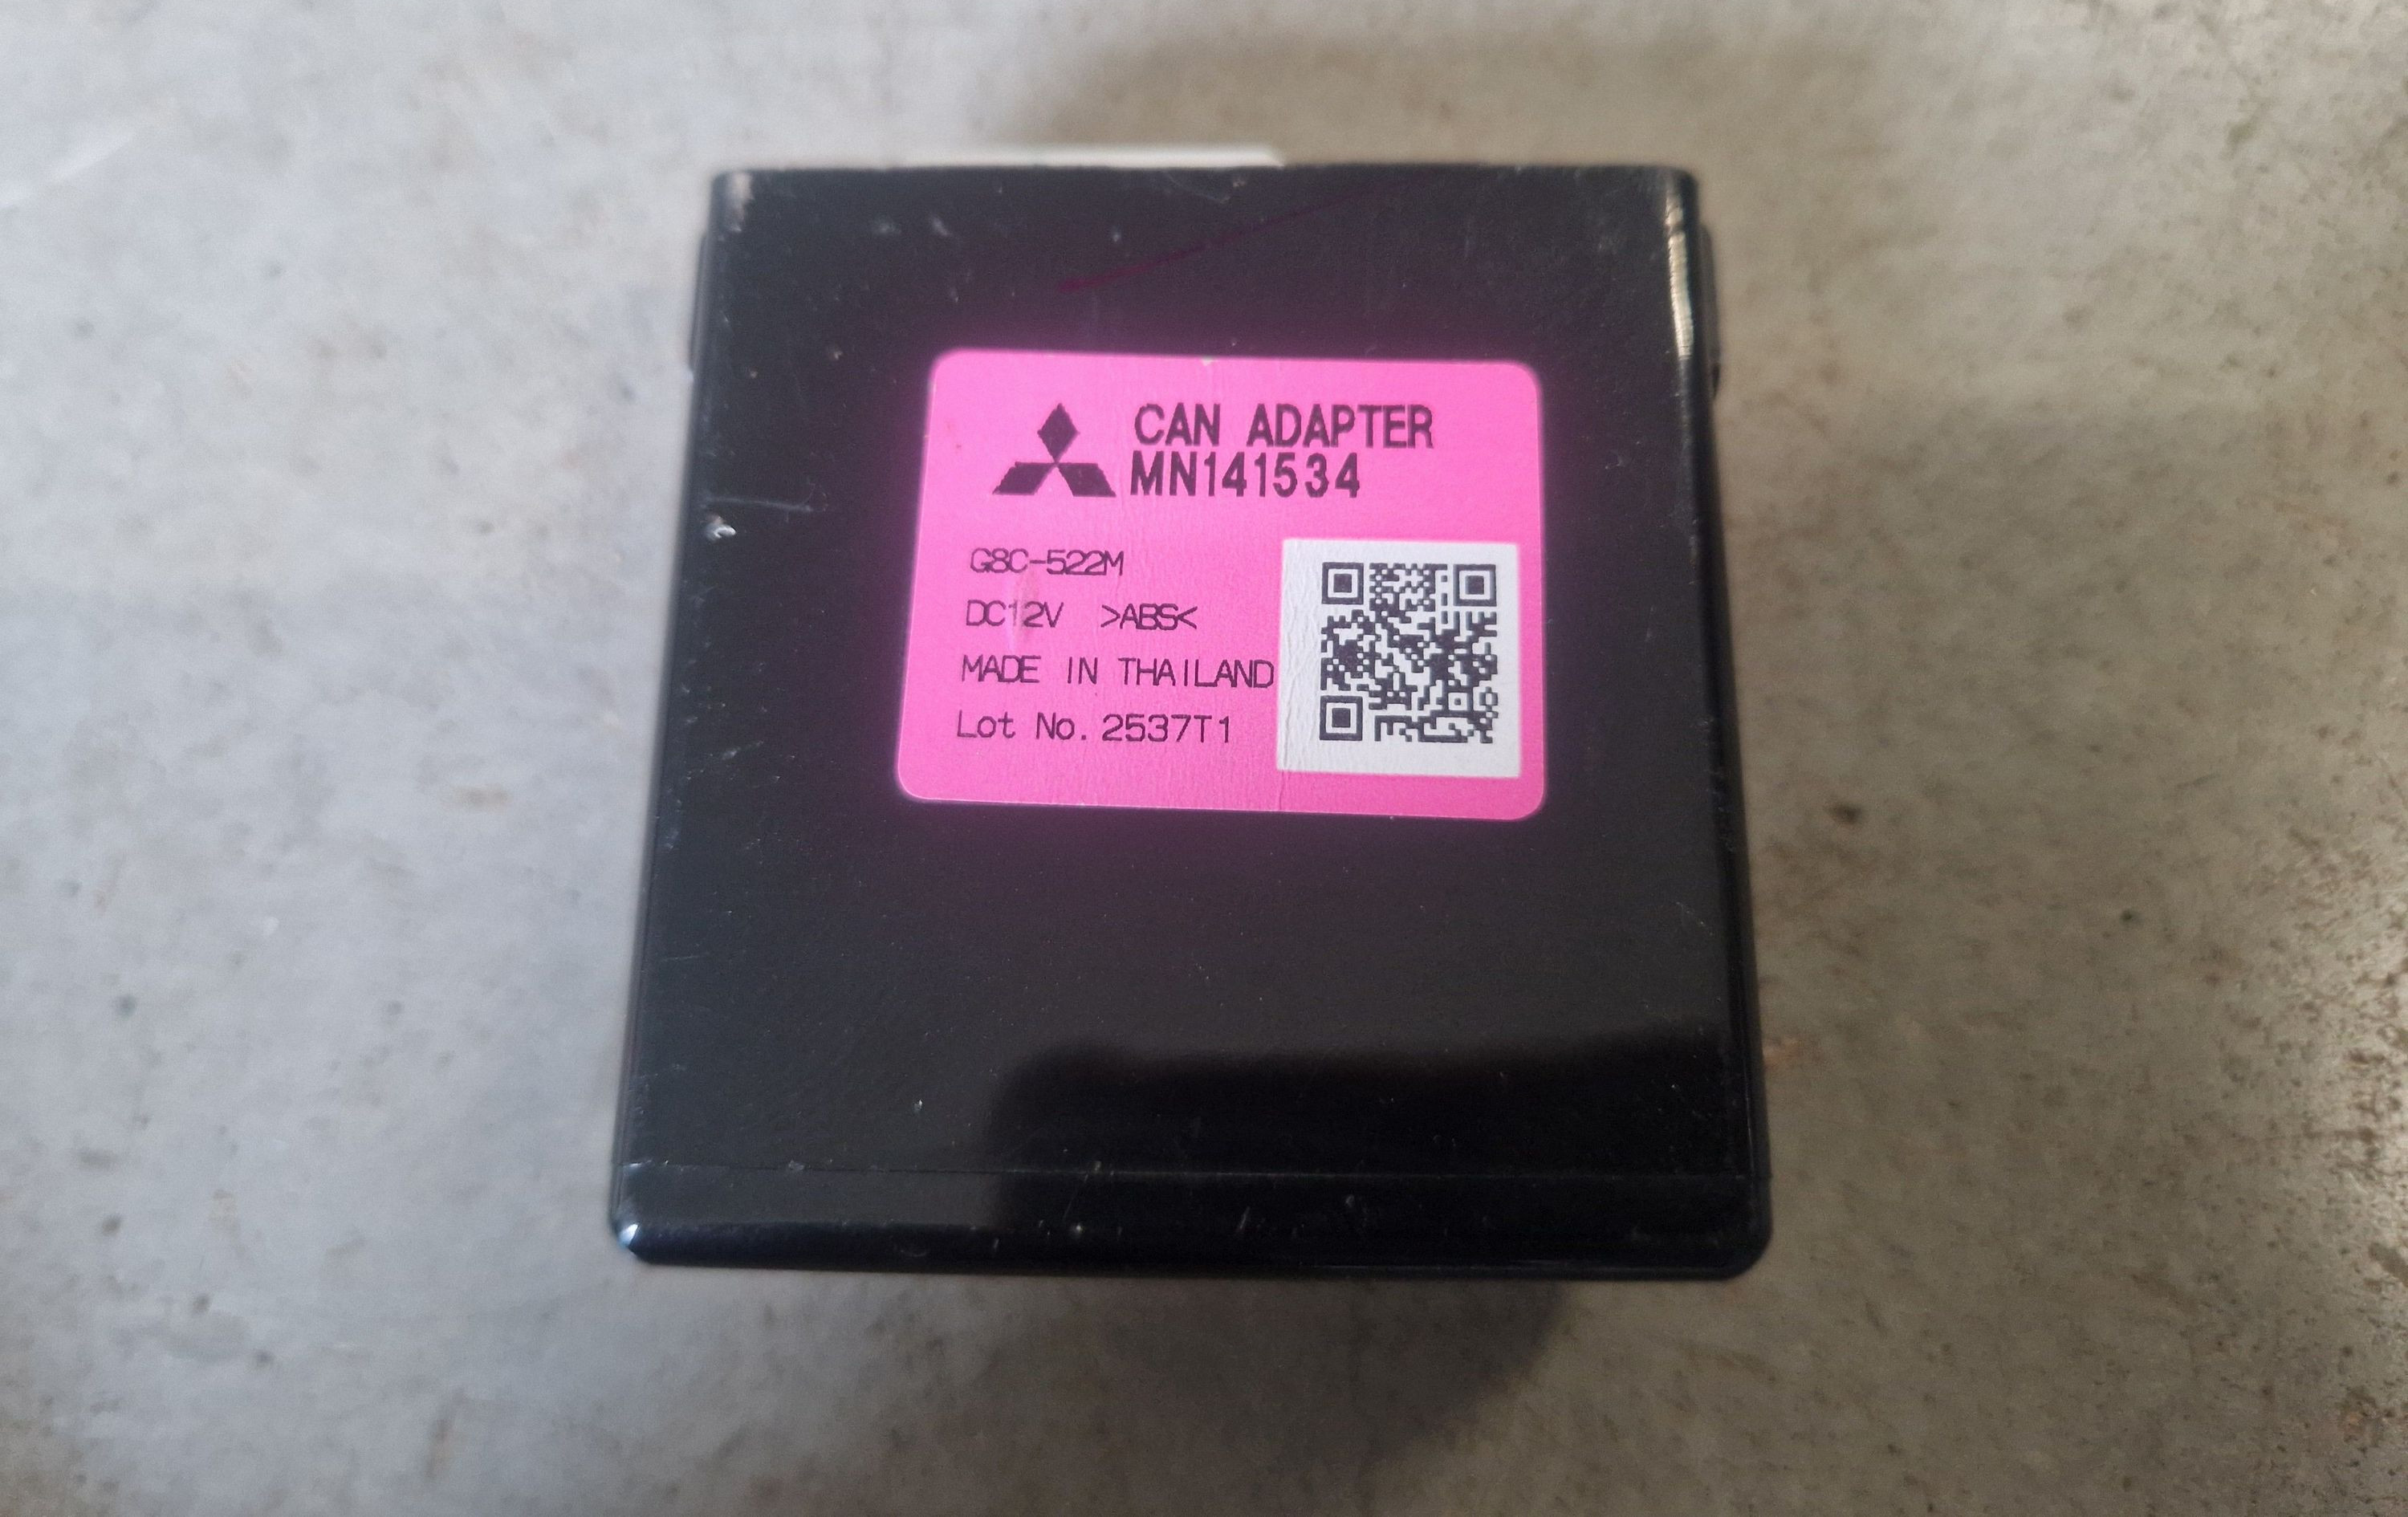 CAN ADAPTER
MN141534
G8C-522M
DC12V >ABS<
MADE IN THAILAND
Lot No. 2537T1